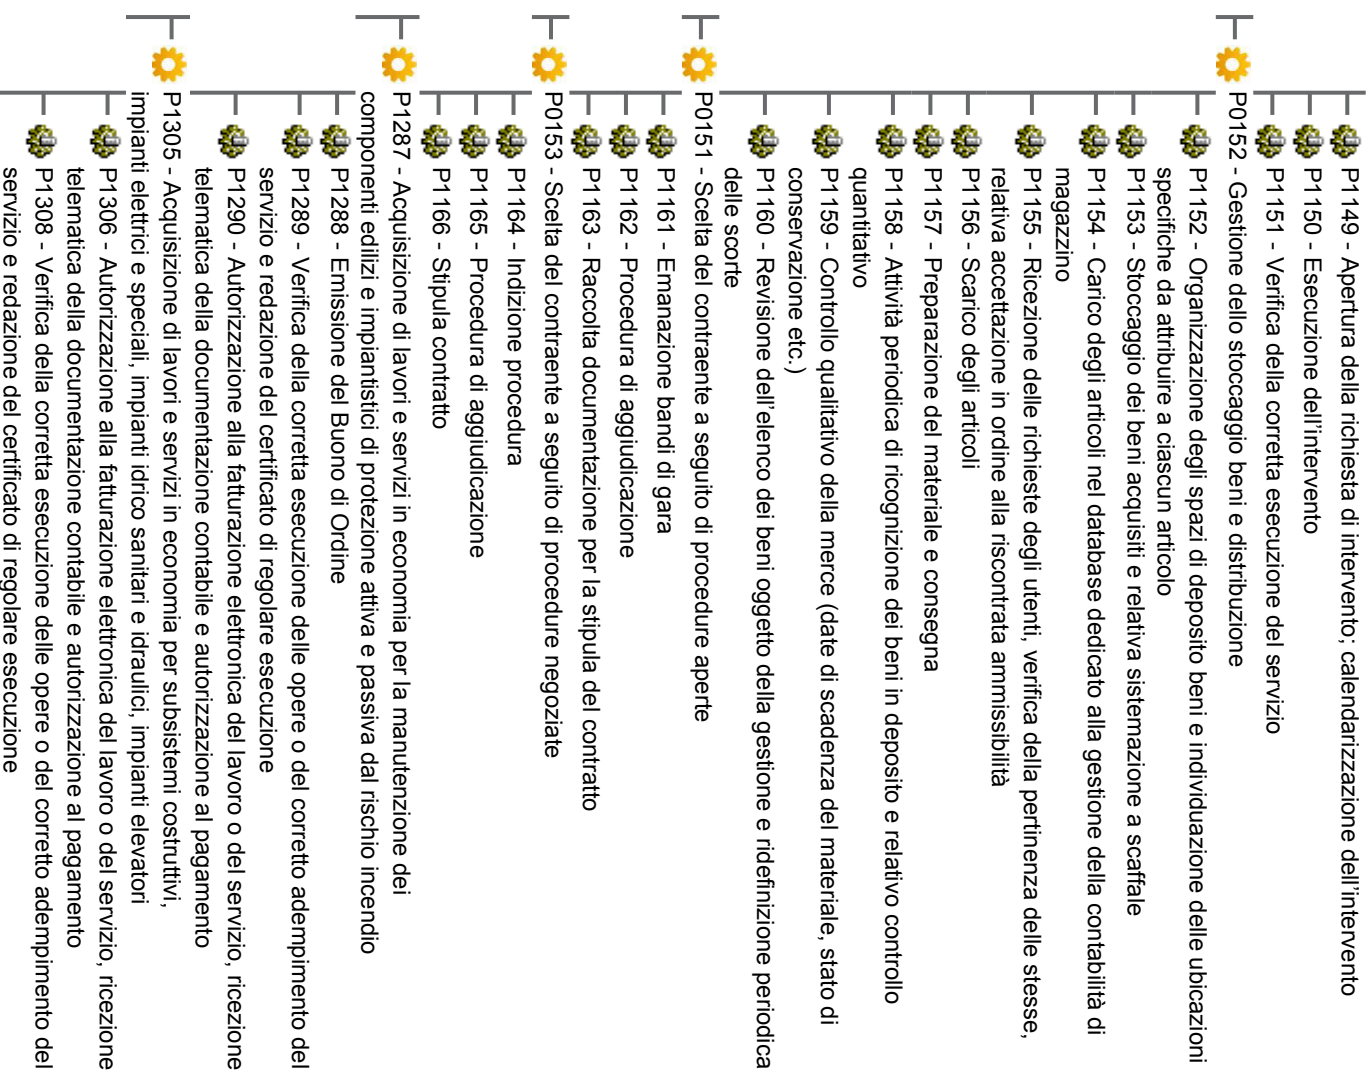 P1149 - Apertura della richiesta di intervento; calendarizzazione dell'intervento
P1150 - Esecuzione dell'intervento
P1151 - Verifica della corretta esecuzione del servizio
P0152 - Gestione dello stoccaggio beni e distribuzione
P1152 - Organizzazione degli spazi di deposito beni e individuazione delle ubicazioni
specifiche da attribuire a ciascun articolo
P1153 - Stoccaggio dei beni acquisiti e relativa sistemazione a scaffale
P1154 - Carico degli articoli nel database dedicato alla gestione della contabilità di
magazzino
P1155 - Ricezione delle richieste degli utenti, verifica della pertinenza delle stesse,
relativa accettazione in ordine alla riscontrata ammissibilità
P1156 - Scarico degli articoli
P1157 - Preparazione del materiale e consegna
P1158 - Attività periodica di ricognizione dei beni in deposito e relativo controllo
quantitativo
P1159 - Controllo qualitativo della merce (date di scadenza del materiale, stato di
conservazione etc.)
P1160 - Revisione dell'elenco dei beni oggetto della gestione e ridefinizione periodica
delle scorte
P0151 - Scelta del contraente a seguito di procedure aperte
P1161 - Emanazione bandi di gara
P1162 - Procedura di aggiudicazione
P1163 - Raccolta documentazione per la stipula del contratto
P0153 - Scelta del contraente a seguito di procedure negoziate
P1164 - Indizione procedura
P1165 - Procedura di aggiudicazione
P1166 - Stipula contratto
P1287 - Acquisizione di lavori e servizi in economia per la manutenzione dei
componenti edilizi e impiantistici di protezione attiva e passiva dal rischio incendio
P1288 - Emissione del Buono di Ordine
P1289 - Verifica della corretta esecuzione delle opere o del corretto adempimento del
servizio e redazione del certificato di regolare esecuzione
P1290 - Autorizzazione alla fatturazione elettronica del lavoro o del servizio, ricezione
telematica della documentazione contabile e autorizzazione al pagamento
P1305 - Acquisizione di lavori e servizi in economia per subsistemi costruttivi,
impianti elettrici e speciali, impianti idrico sanitari e idraulici, impianti elevatori
P1306 - Autorizzazione alla fatturazione elettronica del lavoro o del servizio, ricezione
telematica della documentazione contabile e autorizzazione al pagamento
P1308 - Verifica della corretta esecuzione delle opere o del corretto adempimento del
servizio e redazione del certificato di regolare esecuzione